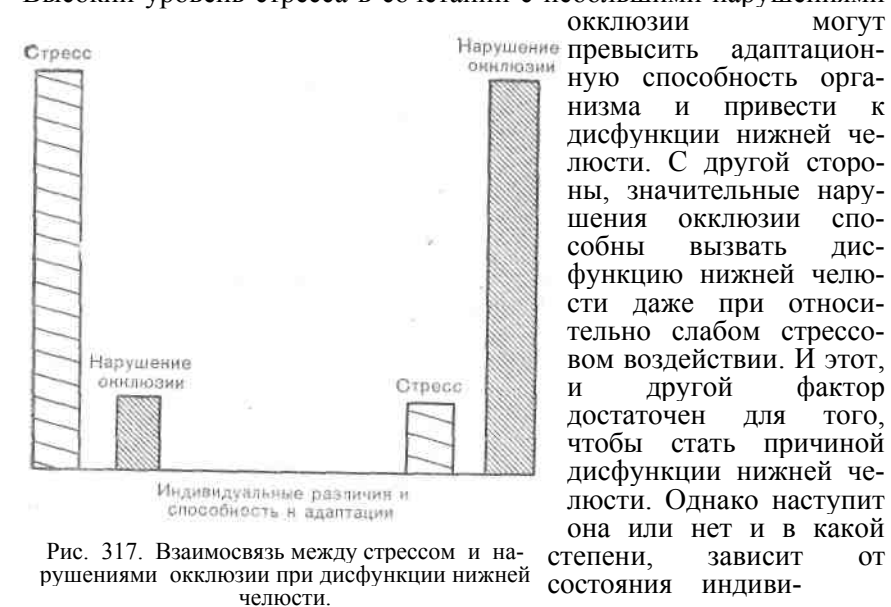 Высокий уровень стресса в сочетании с небольшими нарушениями
окклюзии могут
превысить адаптацион-
ную способность орга-
низма и привести к
дисфункции нижней че-
люсти. С другой сторо-
ны, значительные нару-
шения окклюзии спо-
собны вызвать дис-
функцию нижней челю-
сти даже при относи-
тельно слабом стрессо-
вом воздействии. И этот,
и другой фактор
достаточен для того,
чтобы стать причиной
дисфункции нижней че-
люсти. Однако наступит
она или нет и в какой
степени, зависит от
состояния индиви-
Стресс
Нарушение
окклюзии
Нарушение
окклюзии
Стресс
Индивидуальные различия и
способность к адаптации
Рис. 317. Взаимосвязь между стрессом и на-
рушениями окклюзии при дисфункции нижней
челюсти.